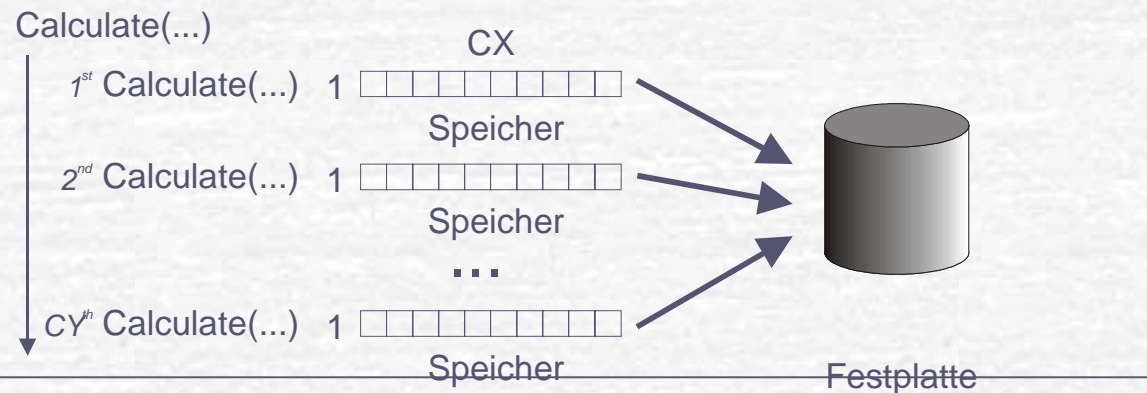 Calculate(...)
CX
1st Calculate(...) 1
Speicher
2nd Calculate(...) 1
Speicher
...
CYth Calculate(...) 1
Speicher
Festplatte